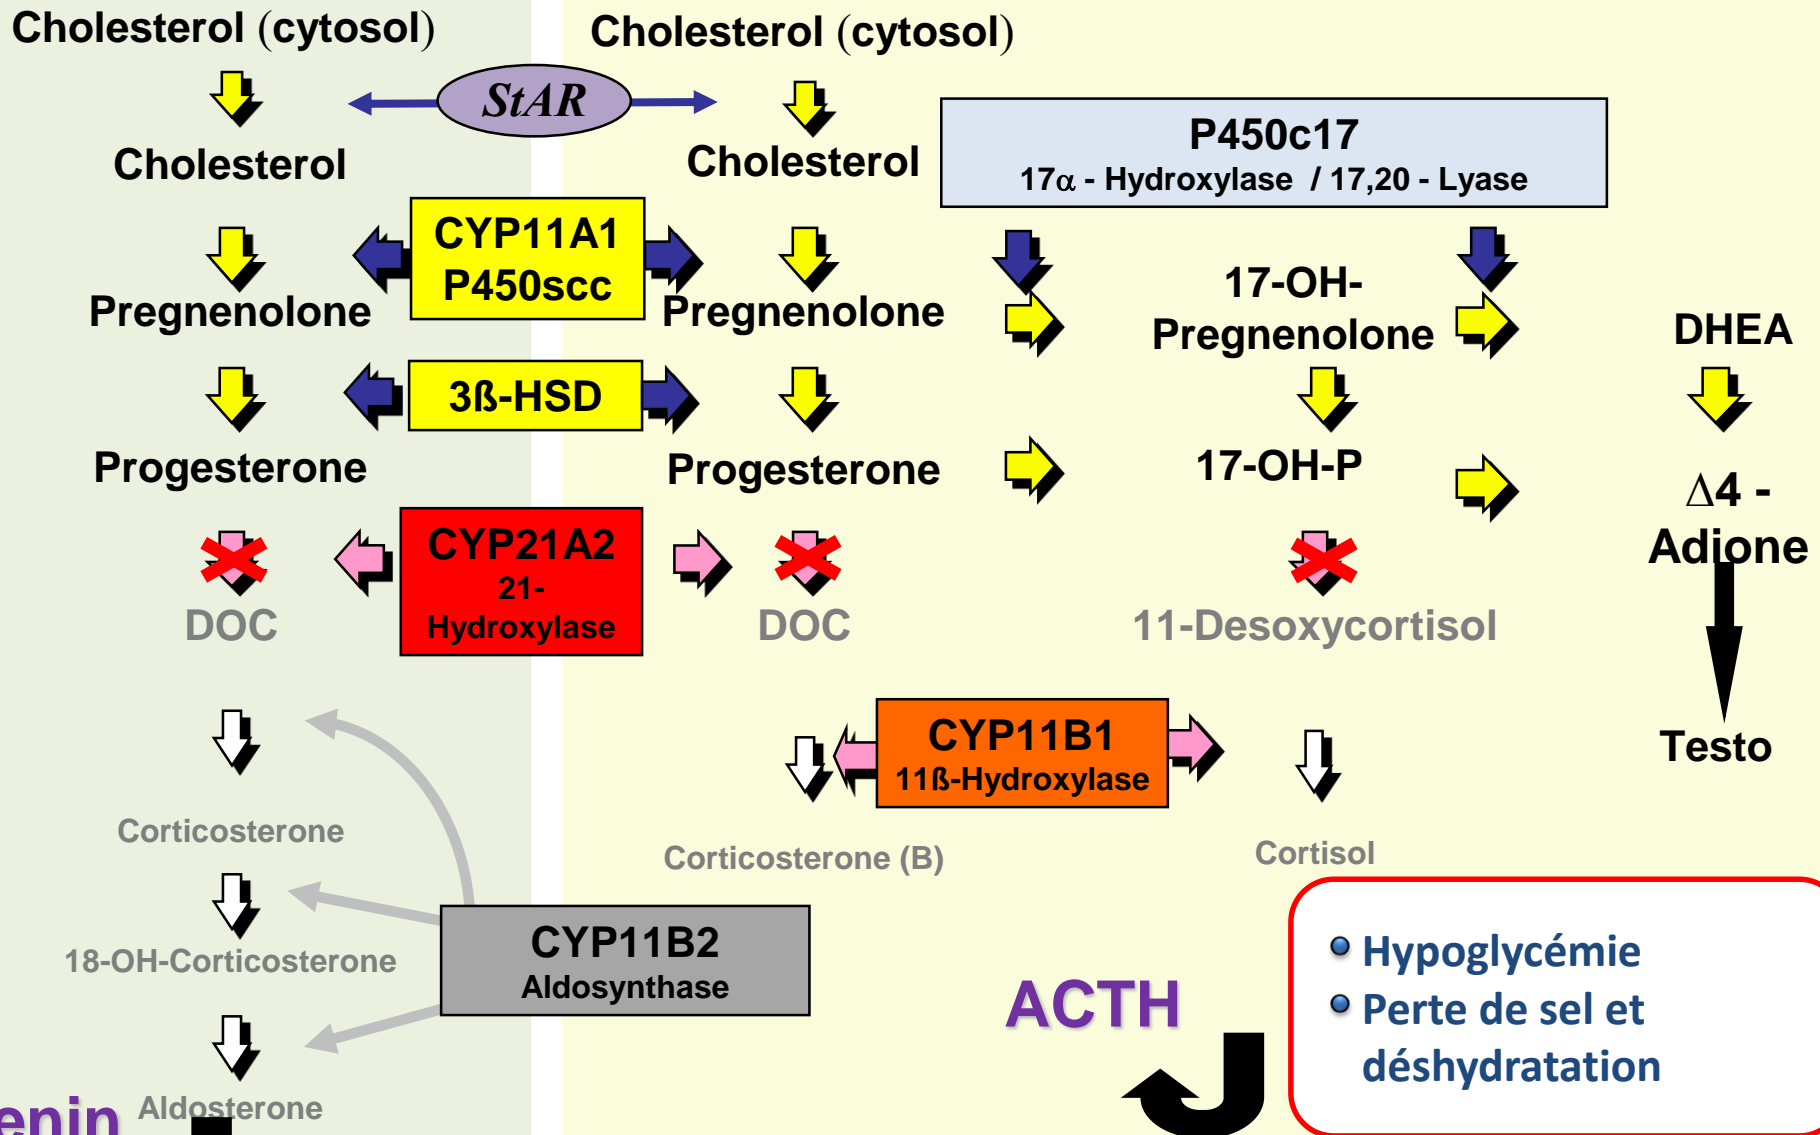 Cholesterol (cytosol)
Cholesterol (cytosol)
StAR
Cholesterol
Cholesterol
P450c17
17α - Hydroxylase / 17,20 - Lyase
CYP11A1
P450scc
Pregnenolone
Pregnenolone
17-OH-
Pregnenolone
DHEA
3ß-HSD
Progesterone
Progesterone
17-OH-P
Δ4 -
Adione
CYP21A2
21-
Hydroxylase
DOC
DOC
11-Desoxycortisol
CYP11B1
11ß-Hydroxylase
Testo
Corticosterone
Corticosterone (B)
Cortisol
18-OH-Corticosterone
CYP11B2
Aldosynthase
ACTH
• Hypoglycémie
• Perte de sel et
déshydratation
enin
Aldosterone